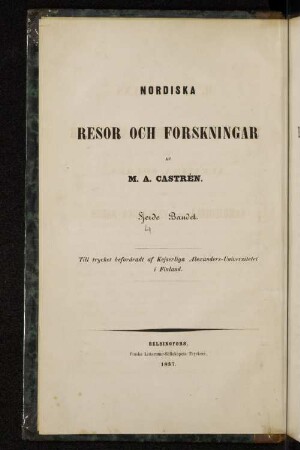 NORDISKA
RESOR OCH FORSKNINGAR
AF
M. A. CASTRÉN.
Fjerde Bandet.
Till trycket befordradt af Kejserliga Alexanders-Universitetet
i Finland.
HELSINGFORS,
Finska Litteratur-Sällskapets Tryckeri,
1857.